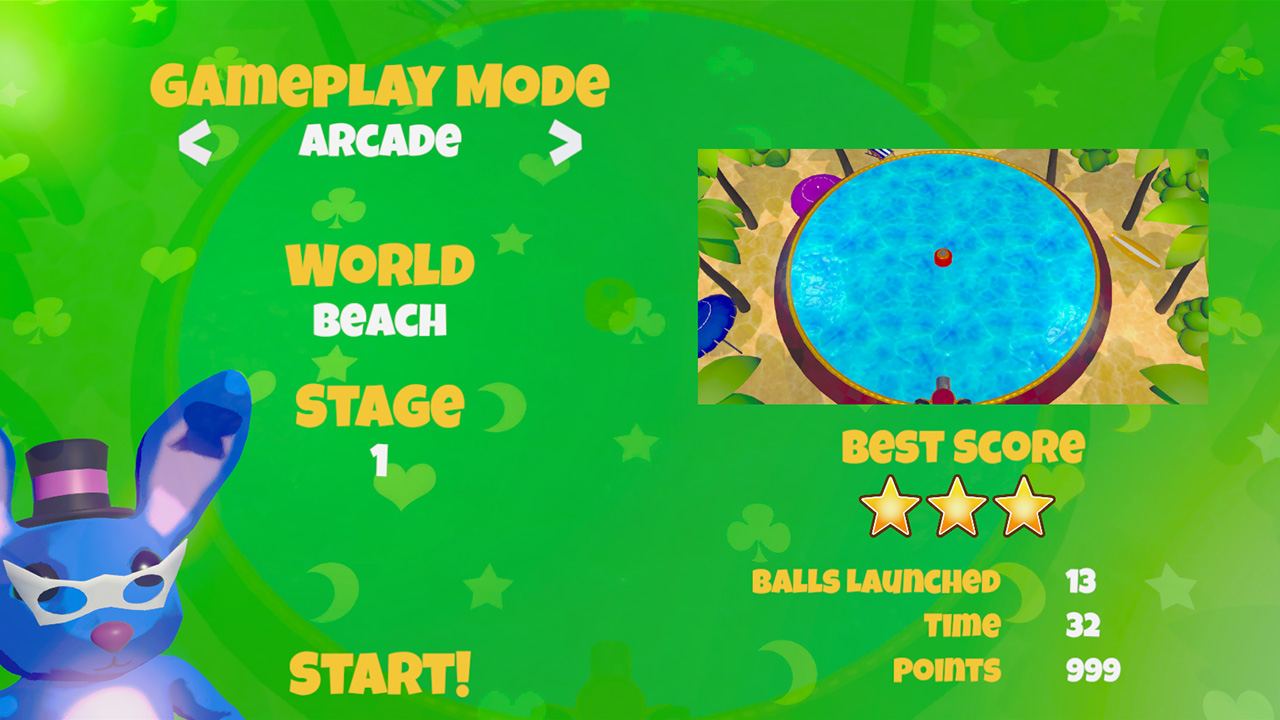 GAMEPLAY MODE
< ARCADE >
WORLD
BEACH
STAGE
1
START!
BEST SCORE
BALLS LAUNCHED 13
TIME 32
POINTS 999